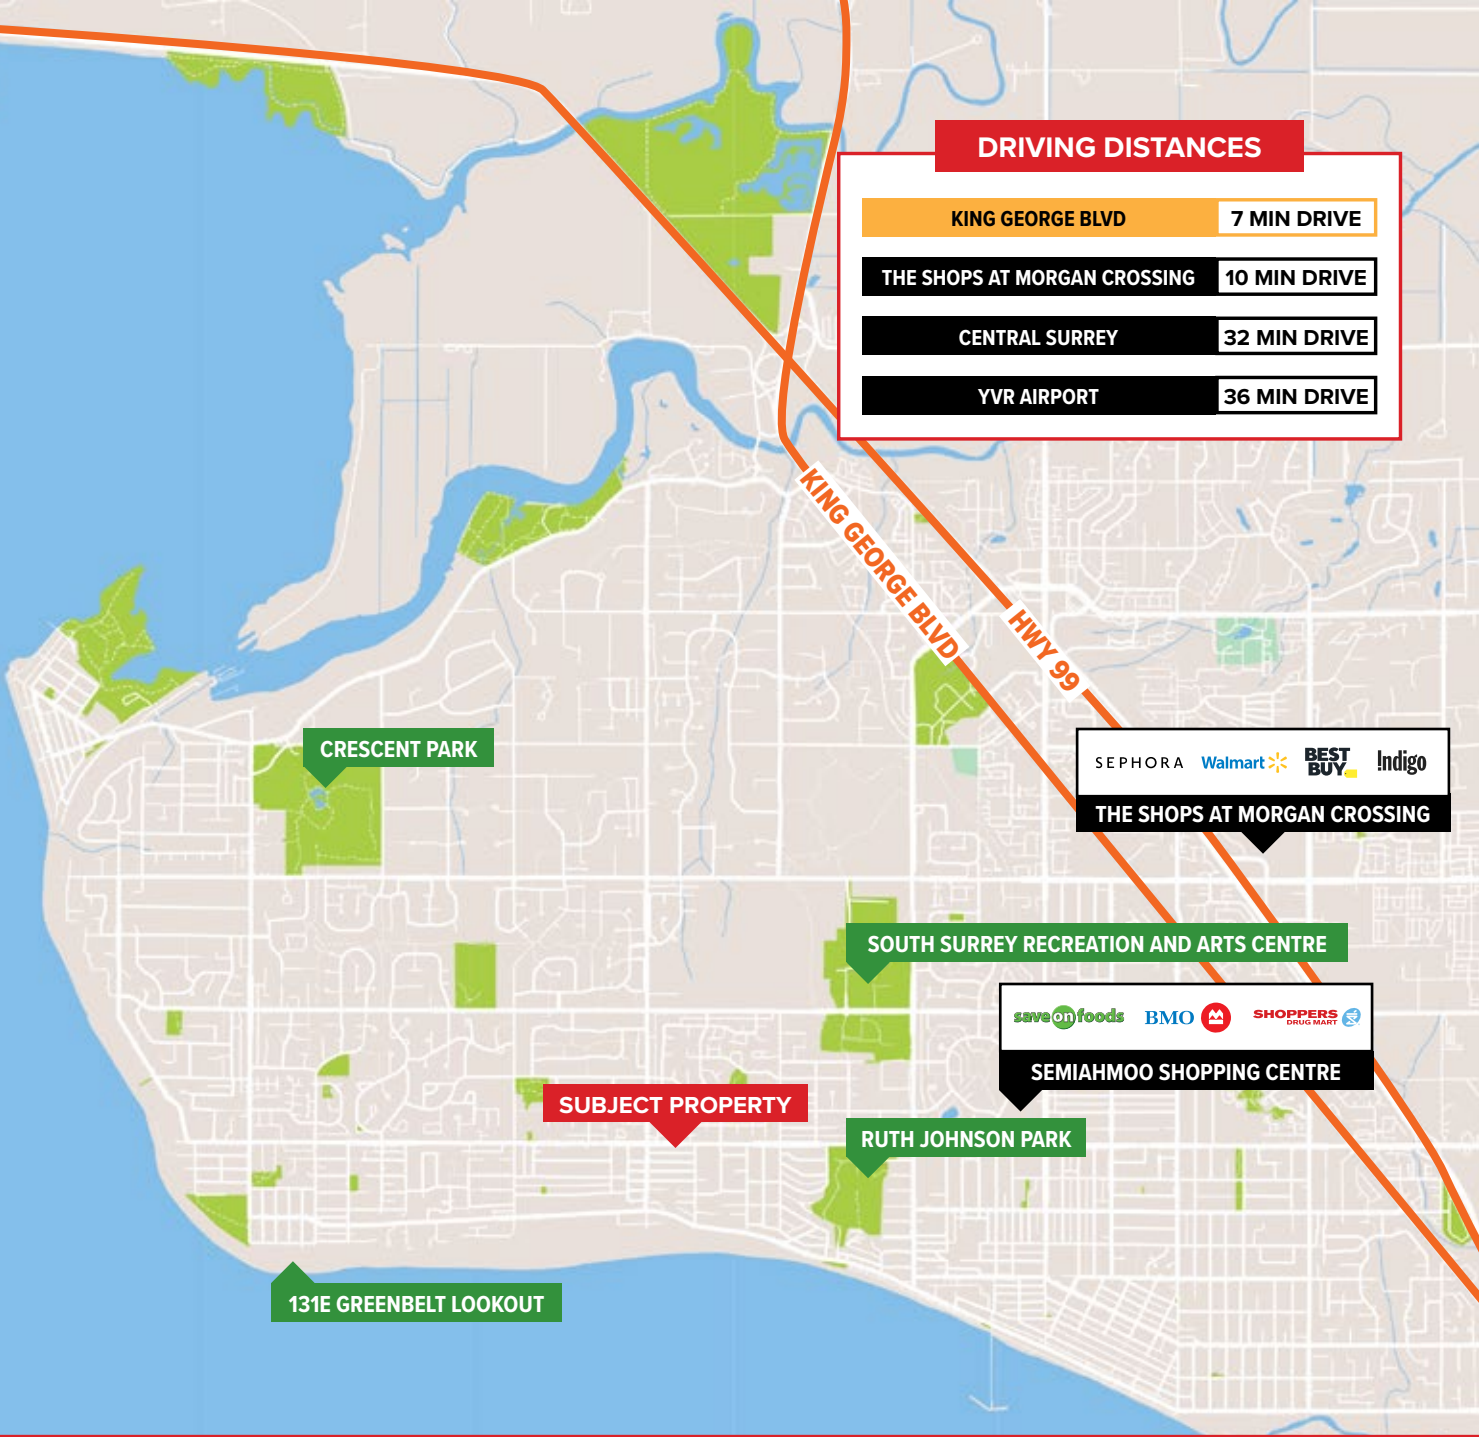 DRIVING DISTANCES
KING GEORGE BLVD 7 MIN DRIVE
THE SHOPS AT MORGAN CROSSING 10 MIN DRIVE
CENTRAL SURREY 32 MIN DRIVE
YVR AIRPORT 36 MIN DRIVE
KING GEORGE BLVD
HWY 99
CRESCENT PARK
SEPHORA Walmart BEST BUY Indigo
THE SHOPS AT MORGAN CROSSING
SOUTH SURREY RECREATION AND ARTS CENTRE
save on foods BMO SHOPPERS DRUG MART
SEMIAHMOO SHOPPING CENTRE
SUBJECT PROPERTY
RUTH JOHNSON PARK
131E GREENBELT LOOKOUT